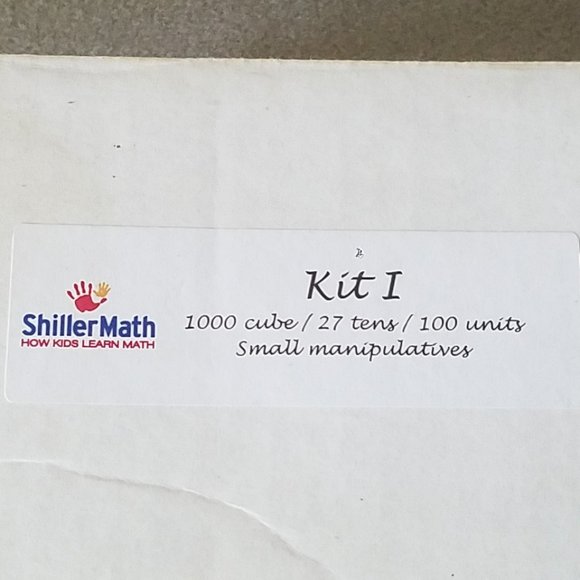 Kit I
ShillerMath
HOW KIDS LEARN MATH
1000 cube / 27 tens / 100 units
Small manipulatives